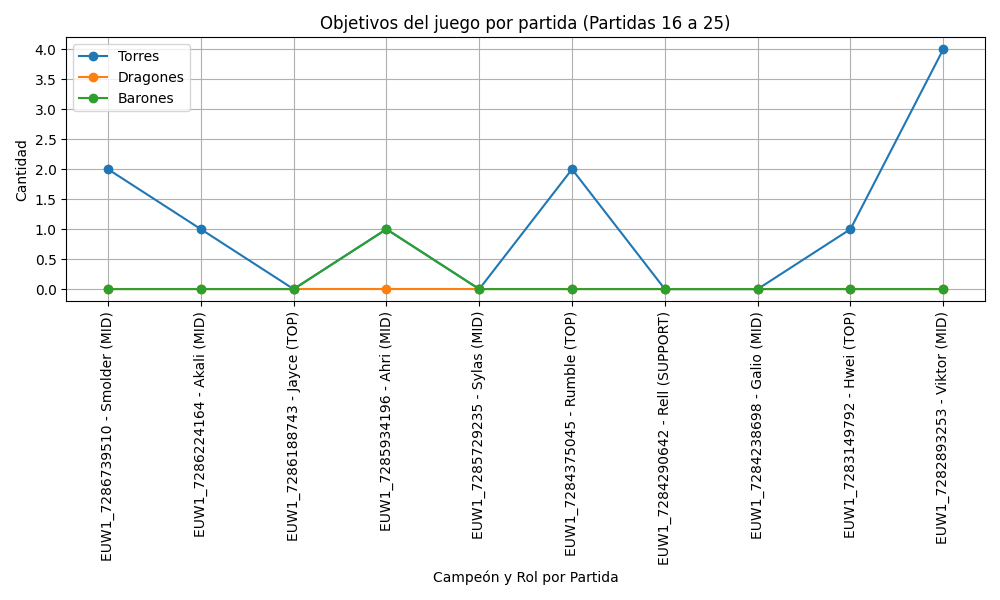 Objetivos del juego por partida (Partidas 16 a 25)
Torres
Dragones
Barones
Cantidad
4.0
3.5
3.0
2.5
2.0
1.5
1.0
0.5
0.0
EUW1_7286739510 - Smolder (MID)
EUW1_7286224164 - Akali (MID)
EUW1_7286188743 - Jayce (TOP)
EUW1_7285934196 - Ahri (MID)
EUW1_7285729235 - Sylas (MID)
EUW1_7284375045 - Rumble (TOP)
EUW1_7284290642 - Rell (SUPPORT)
EUW1_7284238698 - Galio (MID)
EUW1_7283149792 - Hwei (TOP)
EUW1_7282893253 - Viktor (MID)
Campeón y Rol por Partida